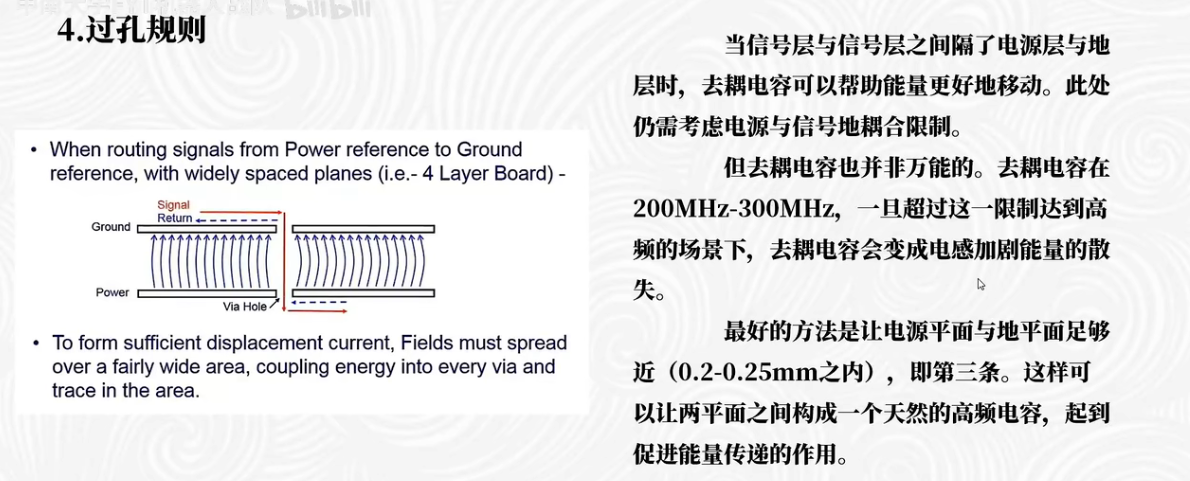 4.过孔规则
• When routing signals from Power reference to Ground
reference, with widely spaced planes (i.e.- 4 Layer Board) -
Signal
Return
Ground
Power
Via Hole
• To form sufficient displacement current, Fields must spread
over a fairly wide area, coupling energy into every via and
trace in the area.
当信号层与信号层之间隔了电源层与地
层时，去耦电容可以帮助能量更好地移动。此处
仍需考虑电源与信号地耦合限制。
但去耦电容也并非万能的。去耦电容在
200MHz-300MHz，一旦超过这一限制达到高
频的场景下，去耦电容会变成电感加剧能量的散
失。
最好的方法是让电源平面与地平面足够
近（0.2-0.25mm之内），即第三条。这样可
以让两平面之间构成一个天然的高频电容，起到
促进能量传递的作用。